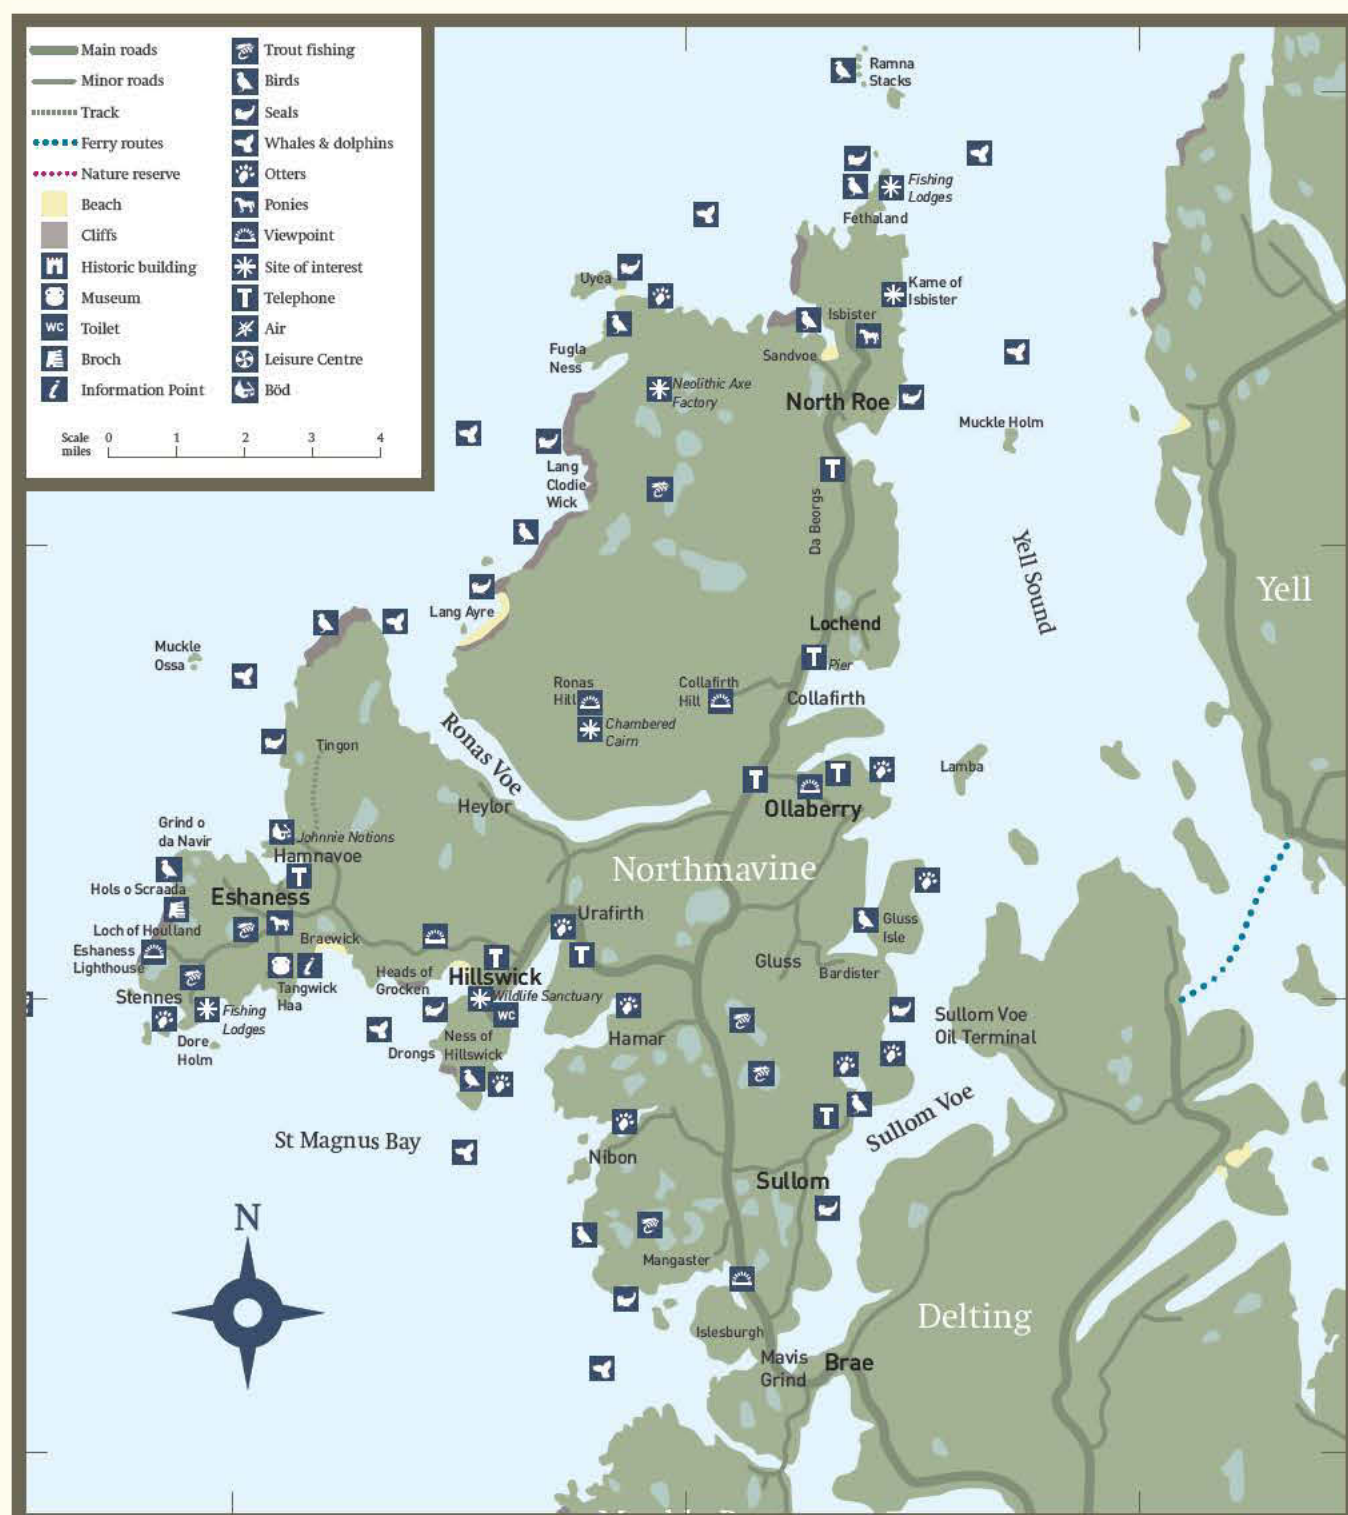 Main roads
Minor roads
Track
Ferry routes
Nature reserve
Beach
Cliffs
Historic building
Museum
WC Toilet
Broch
i Information Point
Trout fishing
Birds
Seals
Whales & dolphins
Otters
Ponies
Viewpoint
Site of interest
T Telephone
Air
Leisure Centre
Böd
Scale
miles
0 1 2 3 4
Ramna
Stacks
Fishing
Lodges
Fethaland
Uyea
Kame of
Isbister
Isbister
Fugla
Ness
Sandvoe
Neolithic Axe
Factory
North Roe
Muckle Holm
Lang
Clodie
Wick
T
Da Beorgs
Yell Sound
Yell
Lang Ayre
Lochend
Muckle
Ossa
T
Pier
Ronas
Hill
Collafirth
Hill
Collafirth
Chambered
Cairn
Ronas Voe
Tingon
Lamba
T
T
Heylor
Ollaberry
Grind o
da Navir
Johnnie Notions
Hamnavoe
T
Northmavine
Hols o Scraada
Eshaness
Urafirth
Gluss
Isle
Loch of Houlland
Braewick
Eshaness
Lighthouse
T
T
Gluss
Bardister
Heads of
Grocken
Hillswick
i
Tangwick
Haa
Stennes
Wildlife Sanctuary
WC
Fishing
Lodges
Sullom Voe
Oil Terminal
Dore
Holm
Drongs
Ness of
Hillswick
Hamar
T
Sullom Voe
St Magnus Bay
Nibon
Sullom
N
Mangaster
Delting
Islesburgh
Mavis
Grind
Brae